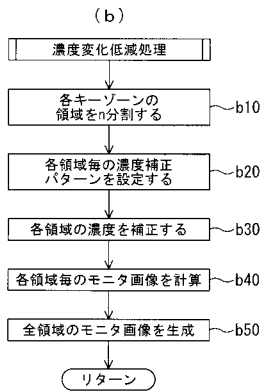 (b)
濃度変化低減処理
各キーゾーンの
領域をn分割する
b10
各領域毎の濃度補正
パターンを設定する
b20
各領域の濃度を補正する
b30
各領域毎のモニタ画像を計算
b40
全領域のモニタ画像を生成
b50
リターン